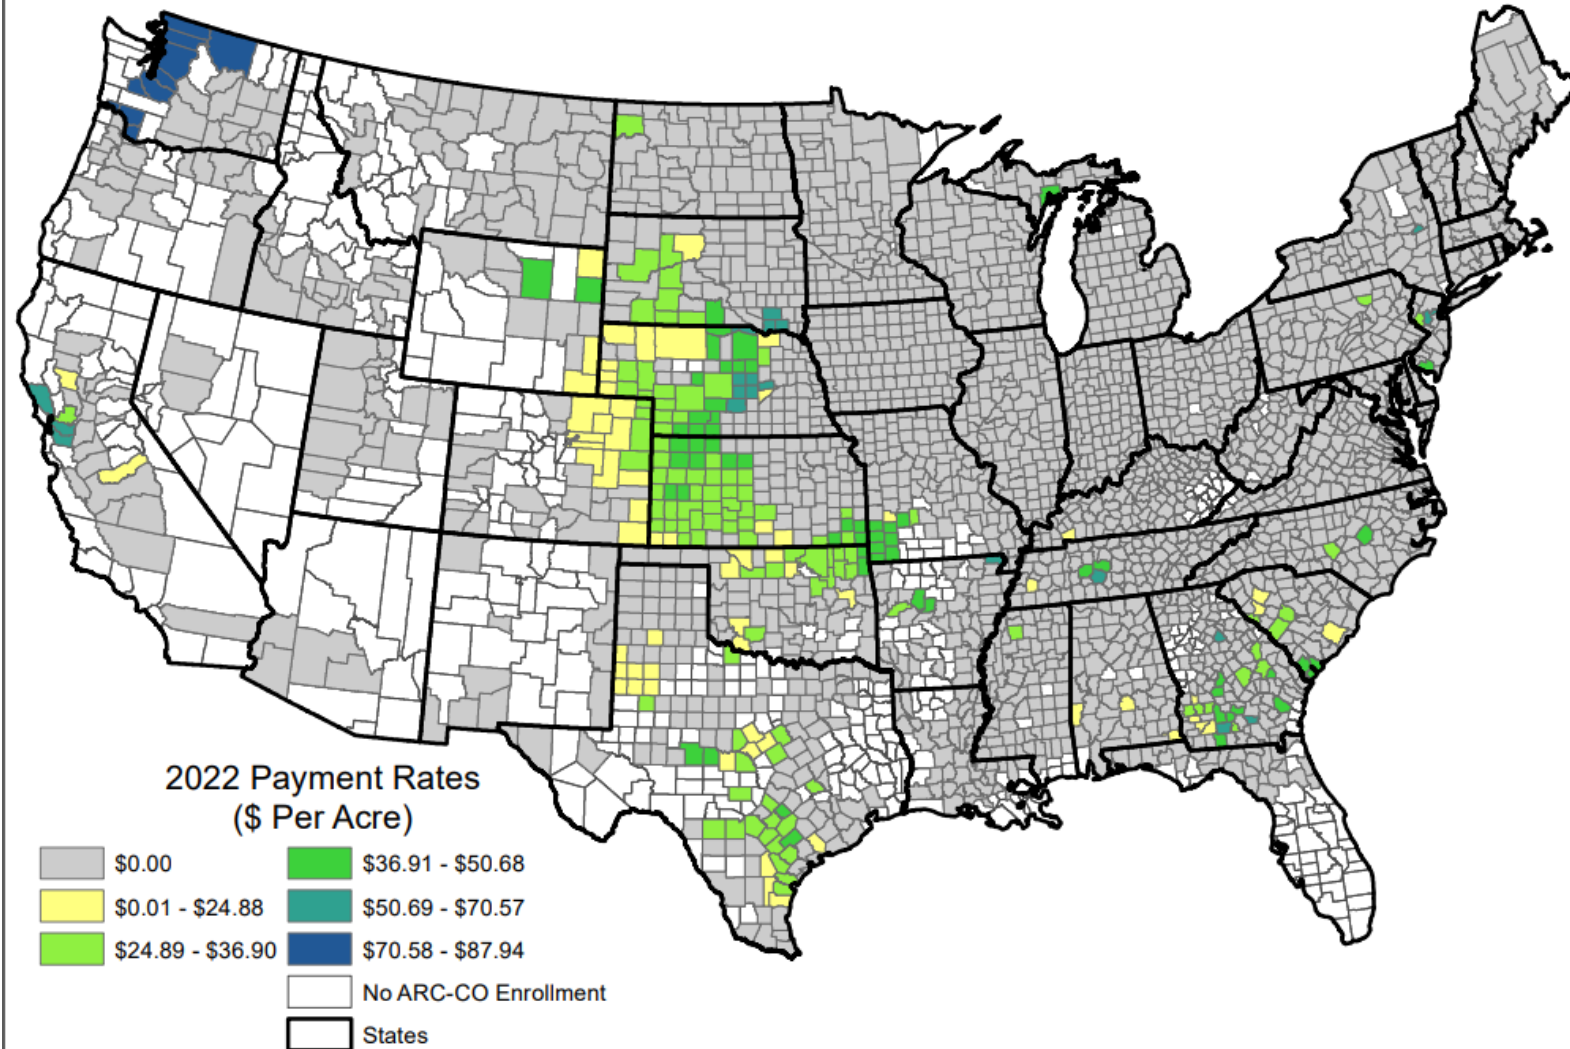 2022 Payment Rates
($ Per Acre)
$0.00
$0.01 - $24.88
$24.89 - $36.90
$36.91 - $50.68
$50.69 - $70.57
$70.58 - $87.94
No ARC-CO Enrollment
States